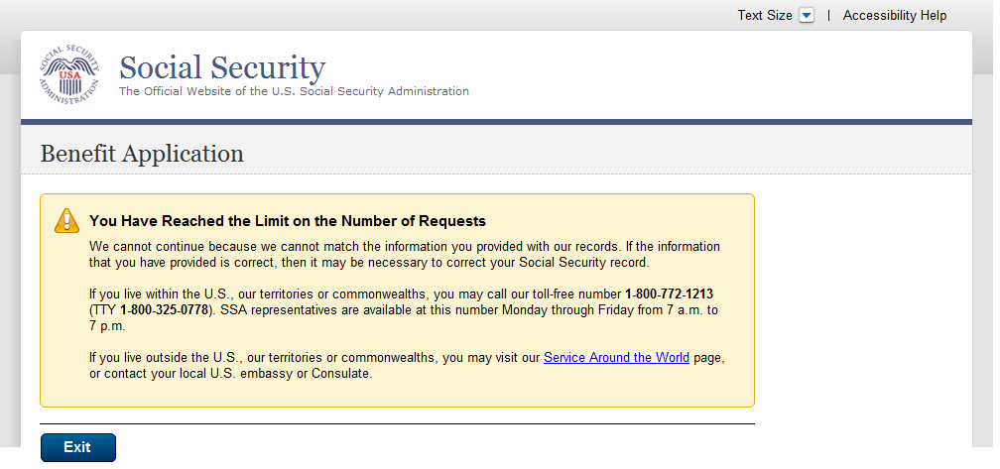 Text Size | Accessibility Help
SOCIAL SECURITY ADMINISTRATION
USA
Social Security
The Official Website of the U.S. Social Security Administration
Benefit Application
You Have Reached the Limit on the Number of Requests
We cannot continue because we cannot match the information you provided with our records. If the information
that you have provided is correct, then it may be necessary to correct your Social Security record.
If you live within the U.S., our territories or commonwealths, you may call our toll-free number 1-800-772-1213
(TTY 1-800-325-0778). SSA representatives are available at this number Monday through Friday from 7 a.m. to
7 p.m.
If you live outside the U.S., our territories or commonwealths, you may visit our Service Around the World page,
or contact your local U.S. embassy or Consulate.
Exit